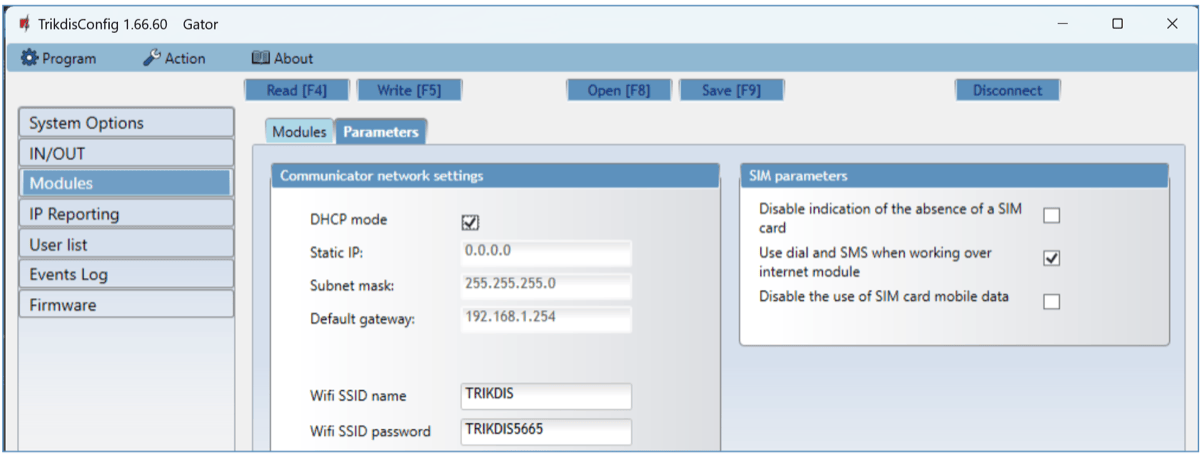 TrikdisConfig 1.66.60 Gator
Program Action About
Read [F4] Write [F5] Open [F8] Save [F9] Disconnect
System Options
IN/OUT
Modules
IP Reporting
User list
Events Log
Firmware
Modules Parameters
Communicator network settings
DHCP mode
Static IP: 0.0.0.0
Subnet mask: 255.255.255.0
Default gateway: 192.168.1.254
Wifi SSID name TRIKDIS
Wifi SSID password TRIKDIS5665
SIM parameters
Disable indication of the absence of a SIM
card
Use dial and SMS when working over
internet module
Disable the use of SIM card mobile data